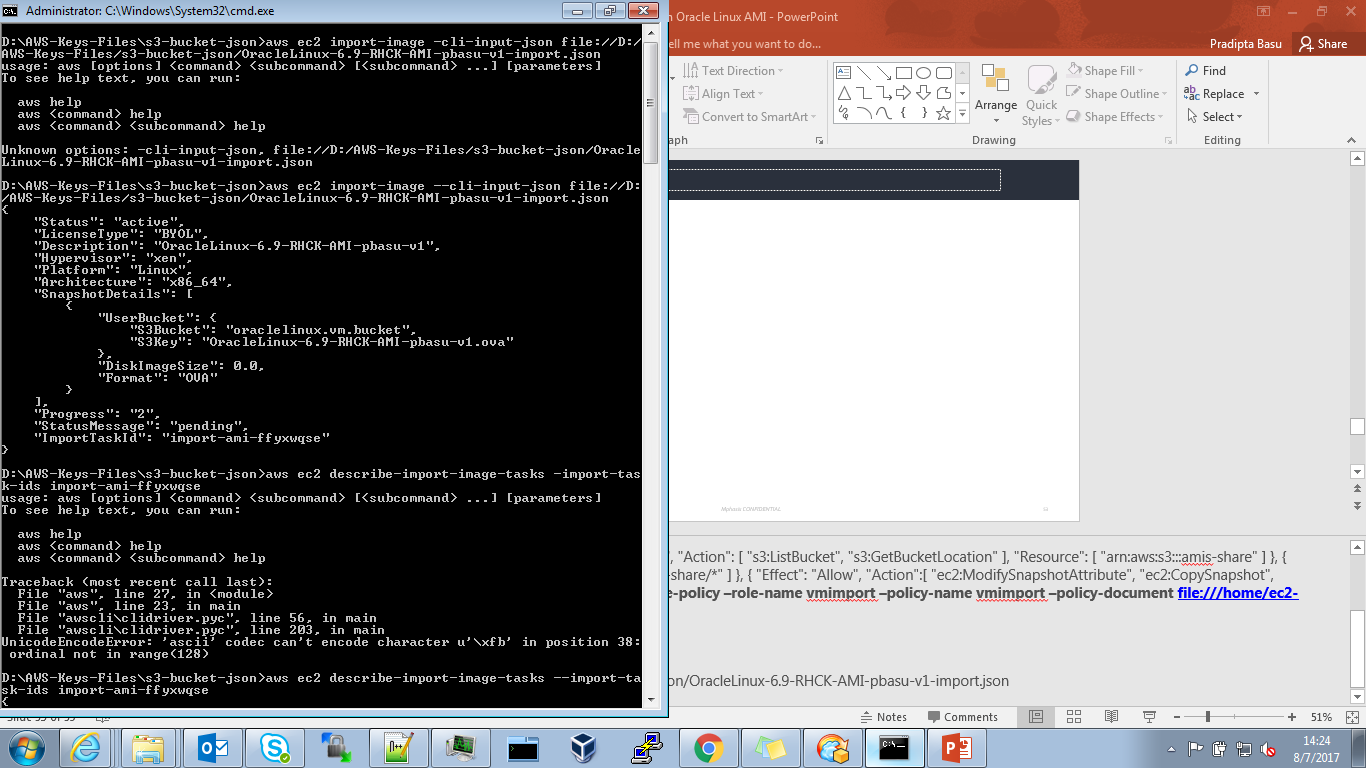 Administrator: C:\Windows\System32\cmd.exe
D:\AWS-Keys-Files\s3-bucket-json>aws ec2 import-image -cli-input-json file://D:/
AWS-Keys-Files/s3-bucket-json/OracleLinux-6.9-RHCK-AMI-pbasu-v1-import.json
usage: aws [options] <command> <subcommand> [<subcommand> ...] [parameters]
To see help text, you can run:
aws help
aws <command> help
aws <command> <subcommand> help
Unknown options: -cli-input-json, file://D:/AWS-Keys-Files/s3-bucket-json/Oracle
Linux-6.9-RHCK-AMI-pbasu-v1-import.json
D:\AWS-Keys-Files\s3-bucket-json>aws ec2 import-image --cli-input-json file://D:
/AWS-Keys-Files/s3-bucket-json/OracleLinux-6.9-RHCK-AMI-pbasu-v1-import.json
{
"Status": "active",
"LicenseType": "BYOL",
"Description": "OracleLinux-6.9-RHCK-AMI-pbasu-v1",
"Hypervisor": "xen",
"Platform": "Linux",
"Architecture": "x86_64",
"SnapshotDetails": [
{
"UserBucket": {
"S3Bucket": "oraclelinux.vm.bucket",
"S3Key": "OracleLinux-6.9-RHCK-AMI-pbasu-v1.ova"
},
"DiskImageSize": 0.0,
"Format": "OVA"
}
],
"Progress": "2",
"StatusMessage": "pending",
"ImportTaskId": "import-ami-ffyxwqse"
}
D:\AWS-Keys-Files\s3-bucket-json>aws ec2 describe-import-image-tasks -import-tas
k-ids import-ami-ffyxwqse
usage: aws [options] <command> <subcommand> [<subcommand> ...] [parameters]
To see help text, you can run:
aws help
aws <command> help
aws <command> <subcommand> help
Traceback (most recent call last):
File "aws", line 27, in <module>
File "aws", line 23, in main
File "awscli\clidriver.pyc", line 56, in main
File "awscli\clidriver.pyc", line 203, in main
UnicodeEncodeError: 'ascii' codec can't encode character u'\xfb' in position 38:
ordinal not in range(128)
D:\AWS-Keys-Files\s3-bucket-json>aws ec2 describe-import-image-tasks --import-ta
sk-ids import-ami-ffyxwqse
{
n Oracle Linux AMI - PowerPoint
ell me what you want to do...
Pradipta Basu
Share
Text Direction
Align Text
Convert to SmartArt
aph
Arrange
Quick
Styles
Shape Fill
Shape Outline
Shape Effects
Drawing
Find
Replace
Select
Editing
Mphasis CONFIDENTIAL
", "Action": [ "s3:ListBucket", "s3:GetBucketLocation" ], "Resource": [ "arn:aws:s3:::amis-share" ] }, {
-share/*" ] }, { "Effect": "Allow", "Action":[ "ec2:ModifySnapshotAttribute", "ec2:CopySnapshot",
e-policy –role-name vmimport –policy-name vmimport –policy-document file:///home/ec2-
on/OracleLinux-6.9-RHCK-AMI-pbasu-v1-import.json
Notes
Comments
51%
14:24
8/7/2017